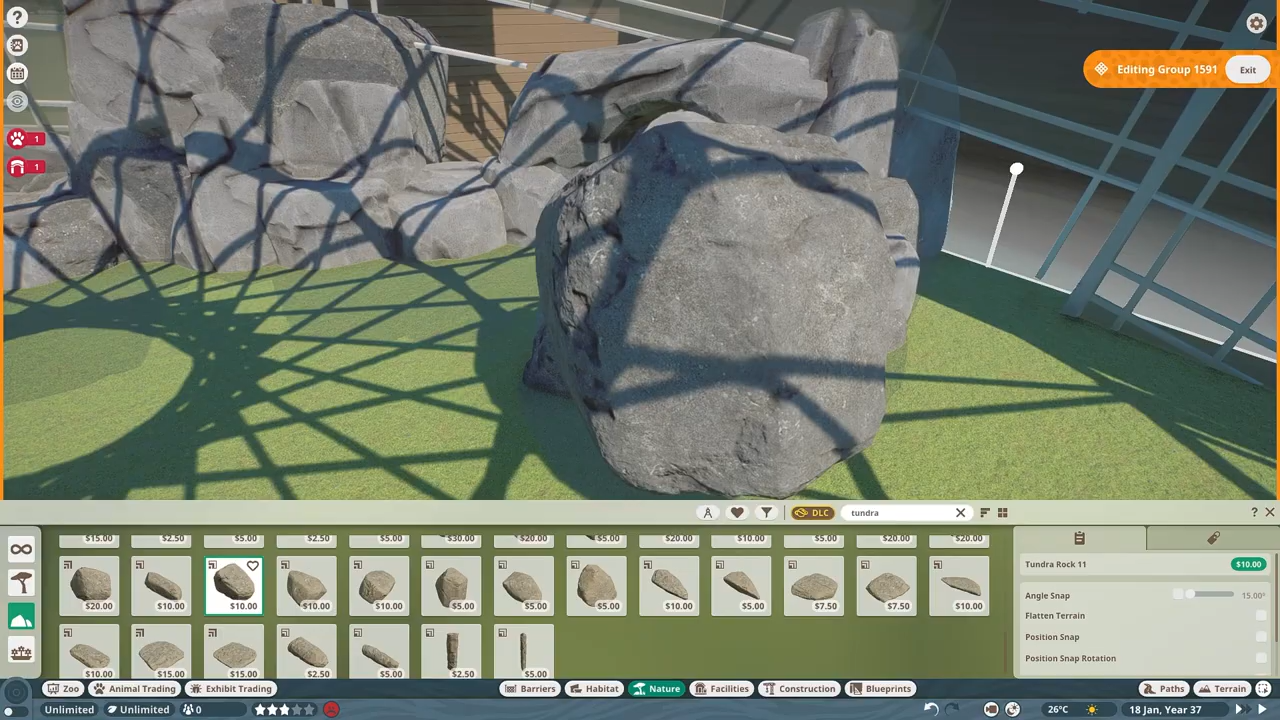 ?
Editing Group 1591
Exit
1
1
DLC
tundra
?
$15.00 $2.50 $5.00 $2.50 $5.00 $30.00 $20.00 $5.00 $20.00 $10.00 $5.00 $20.00 $20.00
Tundra Rock 11 $10.00
$20.00 $10.00 $10.00 $10.00 $10.00 $5.00 $5.00 $5.00 $10.00 $5.00 $7.50 $7.50 $10.00
Angle Snap 15.00°
Flatten Terrain
Position Snap
Position Snap Rotation
$10.00 $15.00 $15.00 $5.00 $5.00 $2.50 $5.00
Zoo Animal Trading Exhibit Trading Barriers Habitat Nature Facilities Construction Blueprints Paths Terrain
Unlimited Unlimited 0 26°C 18 Jan, Year 37